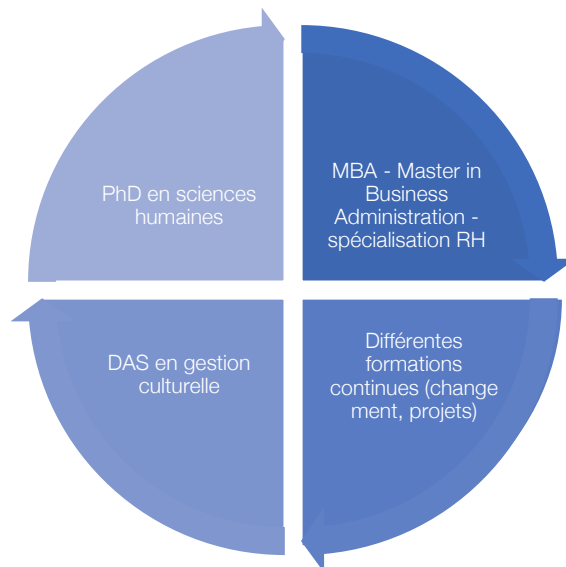 PhD en sciences
humaines
MBA - Master in
Business
Administration -
spécialisation RH
DAS en gestion
culturelle
Différentes
formations
continues (change
ment, projets)